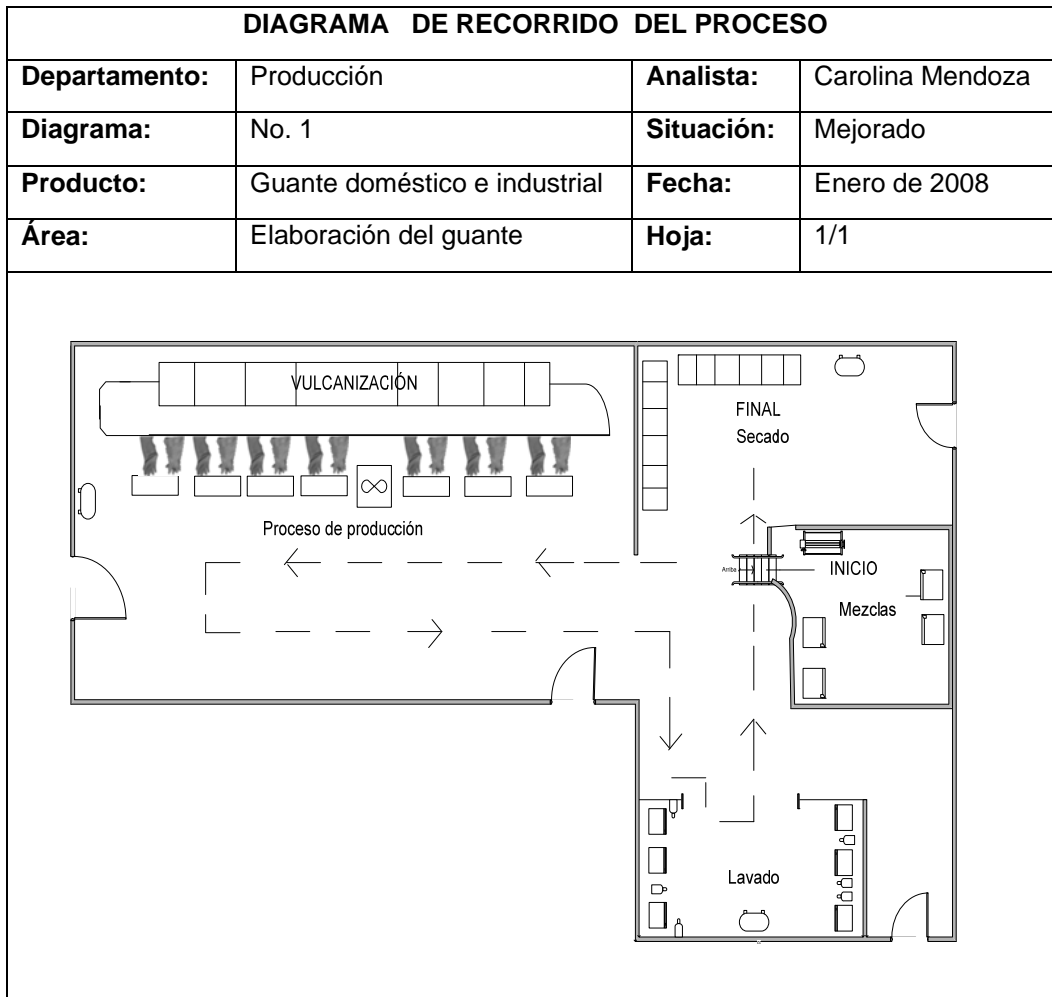 DIAGRAMA DE RECORRIDO DEL PROCESO
Departamento: Producción Analista: Carolina Mendoza
Diagrama: No. 1 Situación: Mejorado
Producto: Guante doméstico e industrial Fecha: Enero de 2008
Área: Elaboración del guante Hoja: 1/1
VULCANIZACIÓN
FINAL
Secado
Proceso de producción
Arriba
INICIO
Mezclas
Lavado